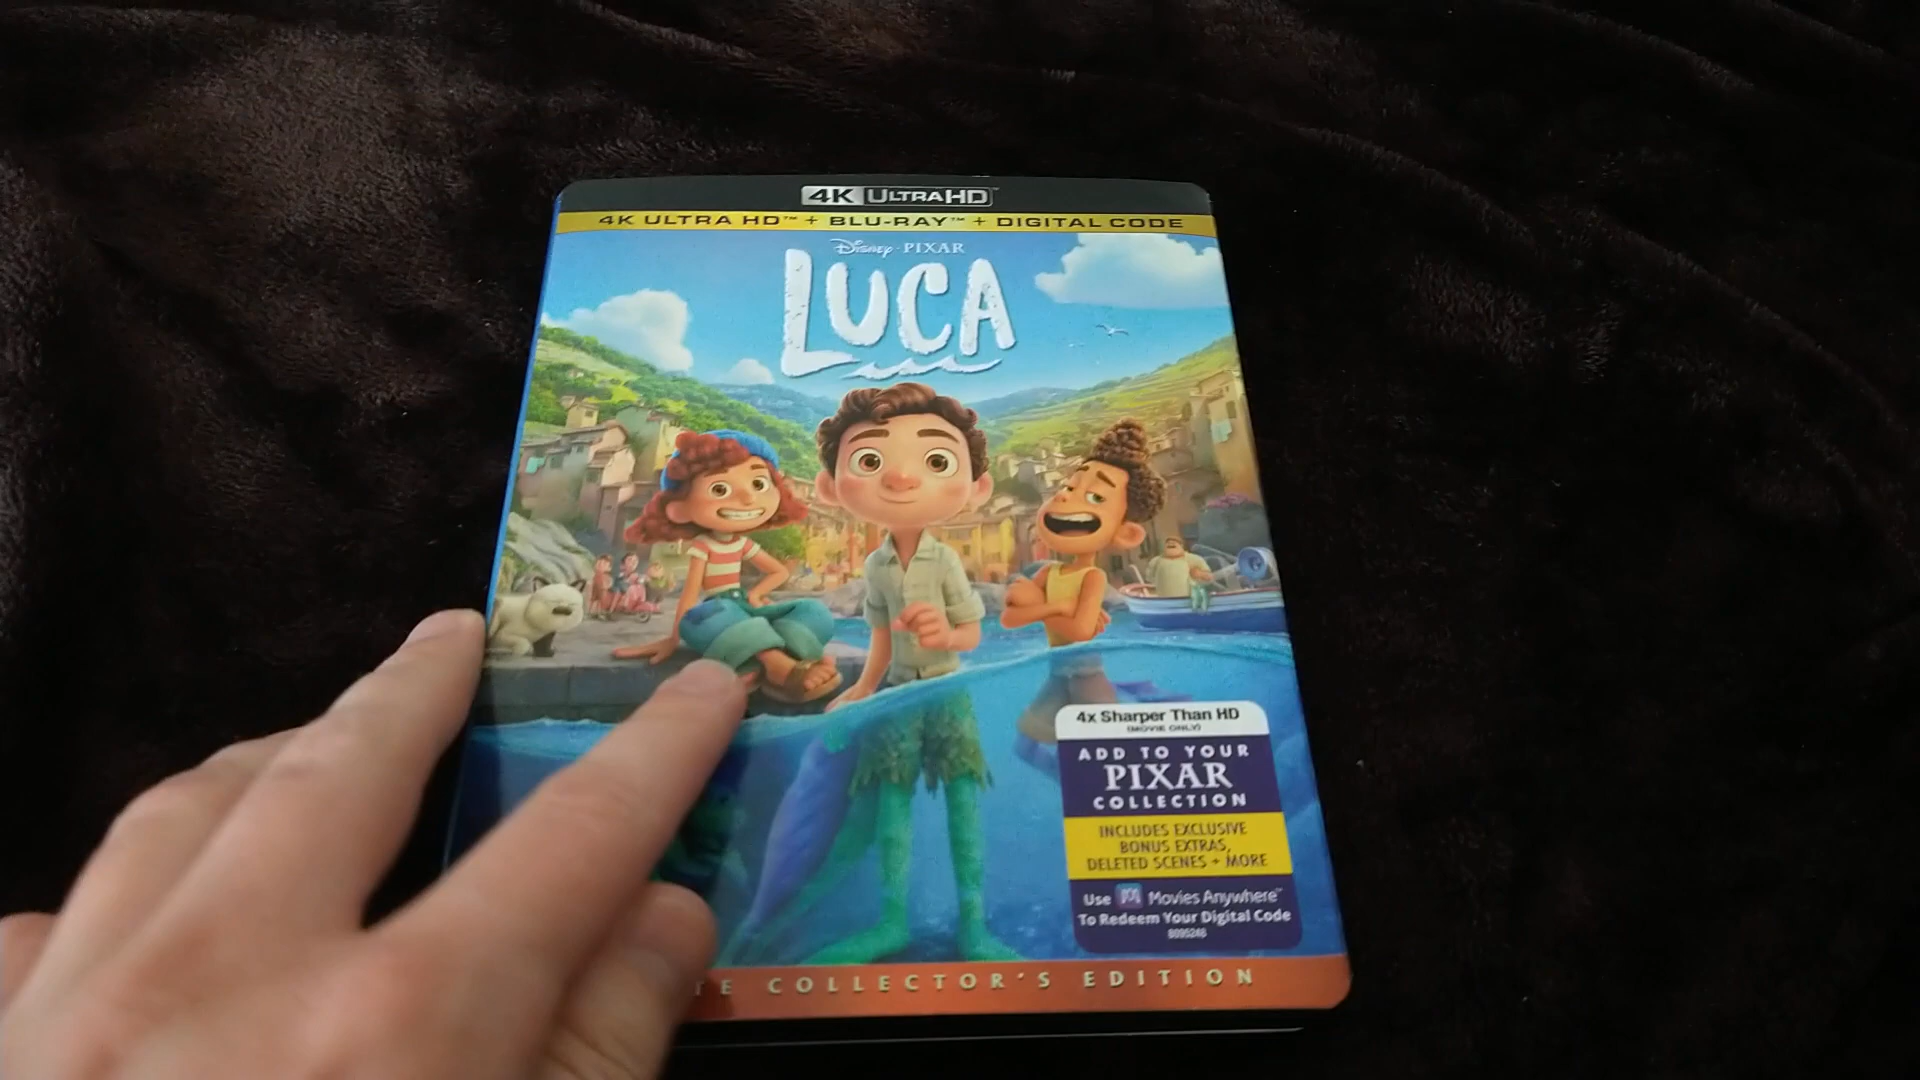 4K ULTRAHD™
4K ULTRA HD™ + BLU-RAY™ + DIGITAL CODE
Disney · PIXAR
LUCA
4x Sharper Than HD
(MOVIE ONLY)
ADD TO YOUR
PIXAR
COLLECTION
INCLUDES EXCLUSIVE
BONUS EXTRAS,
DELETED SCENES + MORE
Use Movies Anywhere™
To Redeem Your Digital Code
8095248
COLLECTOR'S EDITION